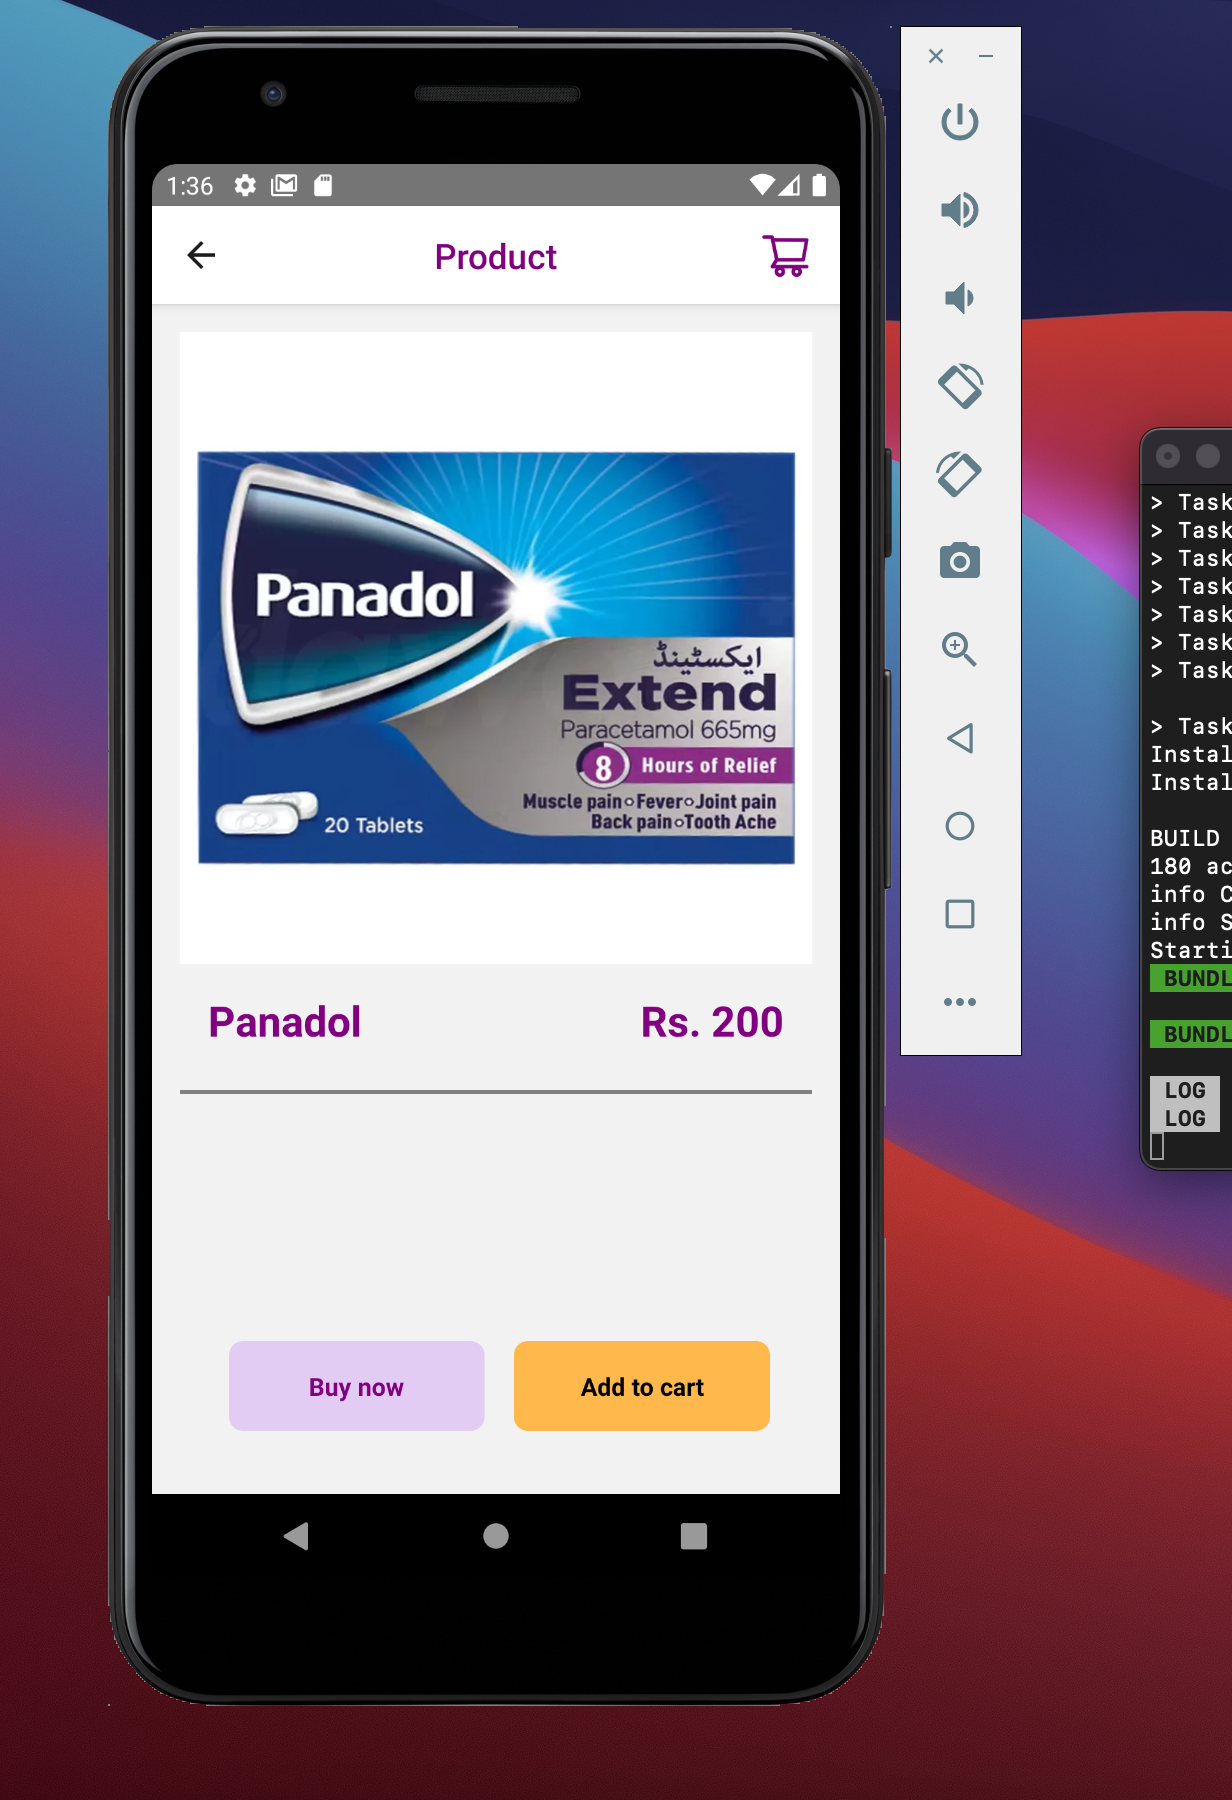 1:36
Product
Panadol
ایکسٹینڈ
Extend
Paracetamol 665mg
8 Hours of Relief
Muscle pain◦Fever◦Joint pain
Back pain◦Tooth Ache
20 Tablets
Panadol Rs. 200
Buy now Add to cart
> Task
> Task
> Task
> Task
> Task
> Task
> Task
> Task
Instal
Instal
BUILD
180 ac
info C
info S
Starti
BUNDL
BUNDL
LOG
LOG